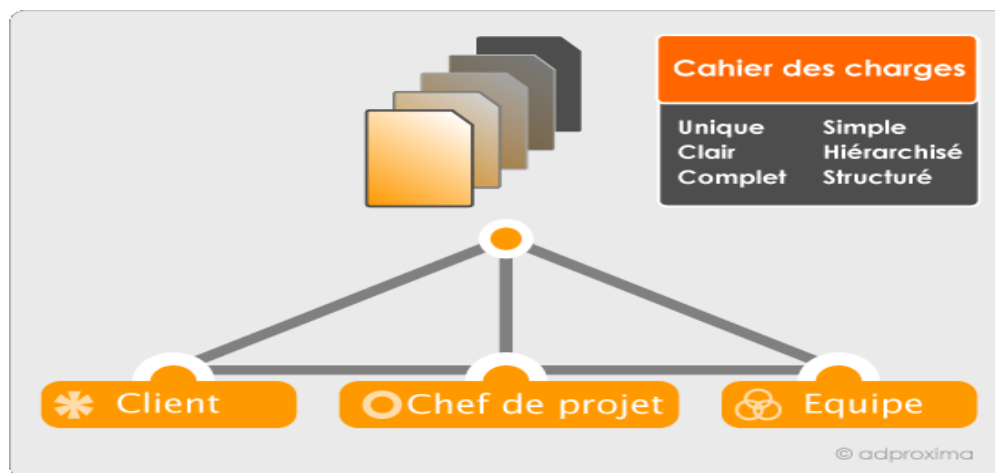 Cahier des charges
Unique Simple
Clair Hiérarchisé
Complet Structuré
Client
Chef de projet
Equipe
© adproxima